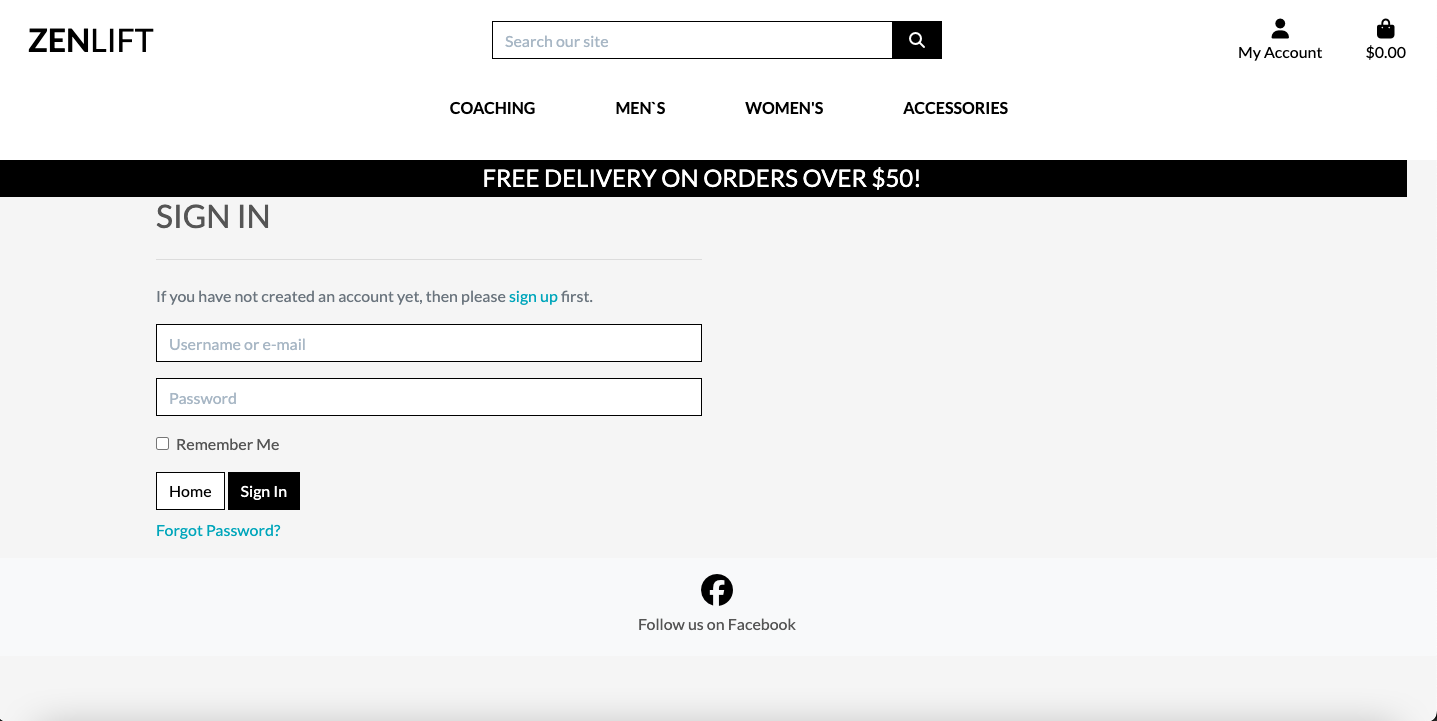 ZENLIFT
Search our site
My Account
$0.00
COACHING MEN`S WOMEN'S ACCESSORIES
FREE DELIVERY ON ORDERS OVER $50!
SIGN IN
If you have not created an account yet, then please sign up first.
Username or e-mail
Password
Remember Me
Home Sign In
Forgot Password?
Follow us on Facebook